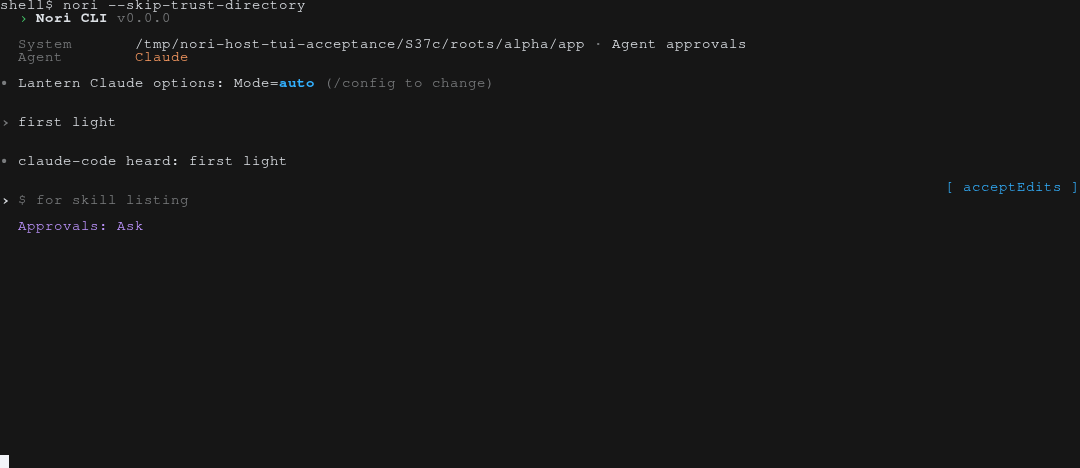 shell$ nori --skip-trust-directory
› Nori CLI v0.0.0
System /tmp/nori-host-tui-acceptance/S37c/roots/alpha/app · Agent approvals
Agent Claude
• Lantern Claude options: Mode=auto (/config to change)
› first light
• claude-code heard: first light
[ acceptEdits ]
› $ for skill listing
Approvals: Ask